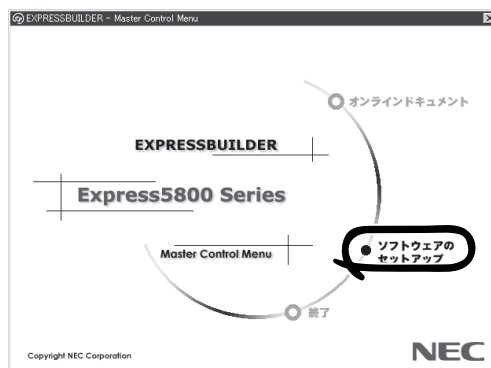 EXPRESSBUILDER - Master Control Menu
オンラインドキュメント
EXPRESSBUILDER
Express5800 Series
Master Control Menu
ソフトウェアの
セットアップ
終了
Copyright NEC Corporation
NEC